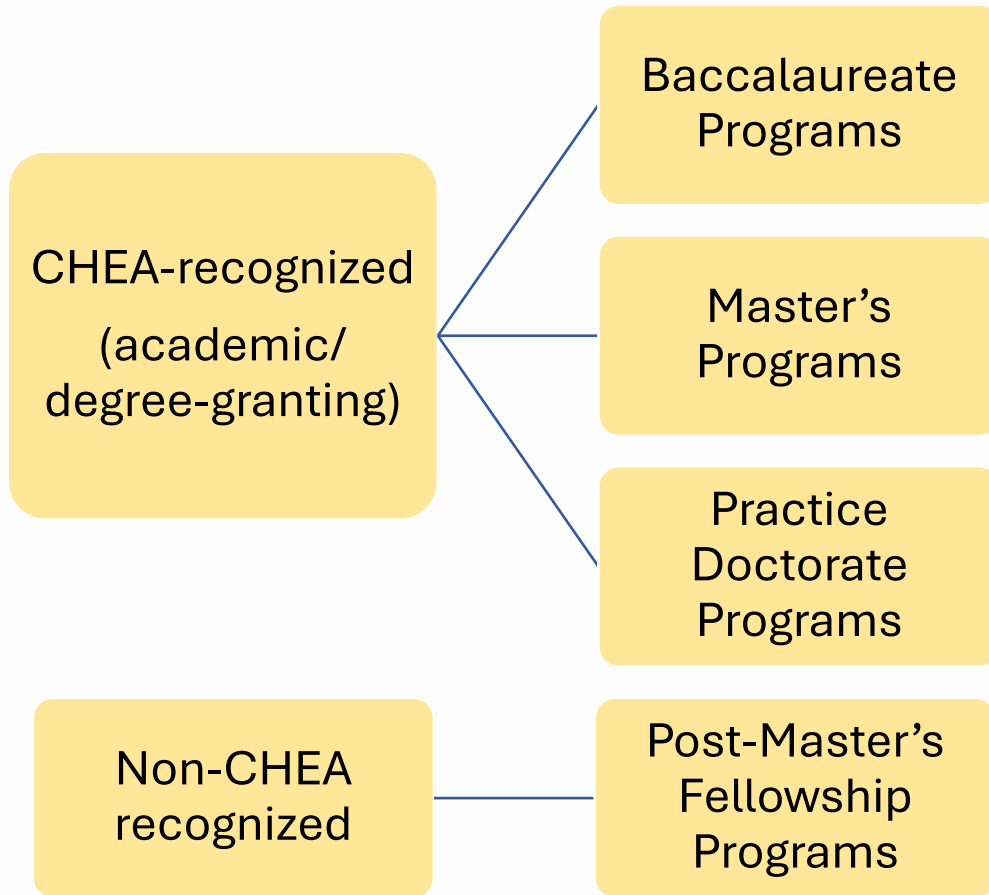 CHEA-recognized
(academic/
degree-granting)
Baccalaureate
Programs
Master’s
Programs
Practice
Doctorate
Programs
Non-CHEA
recognized
Post-Master’s
Fellowship
Programs